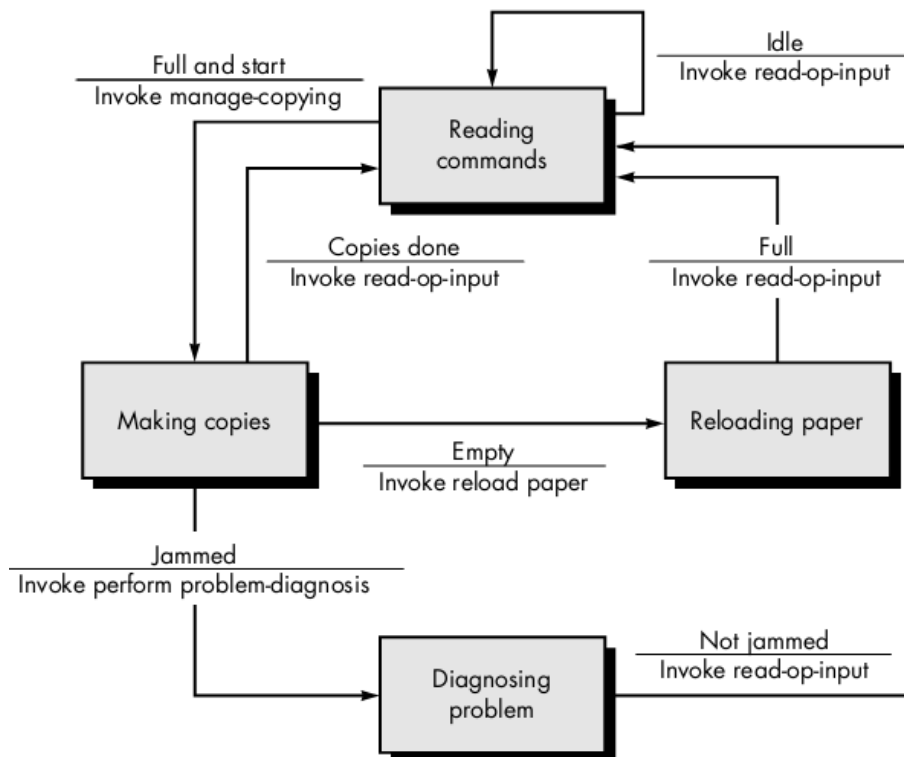 Full and start
Invoke manage-copying
Idle
Invoke read-op-input
Reading
commands
Copies done
Invoke read-op-input
Full
Invoke read-op-input
Making copies
Reloading paper
Empty
Invoke reload paper
Jammed
Invoke perform problem-diagnosis
Diagnosing
problem
Not jammed
Invoke read-op-input